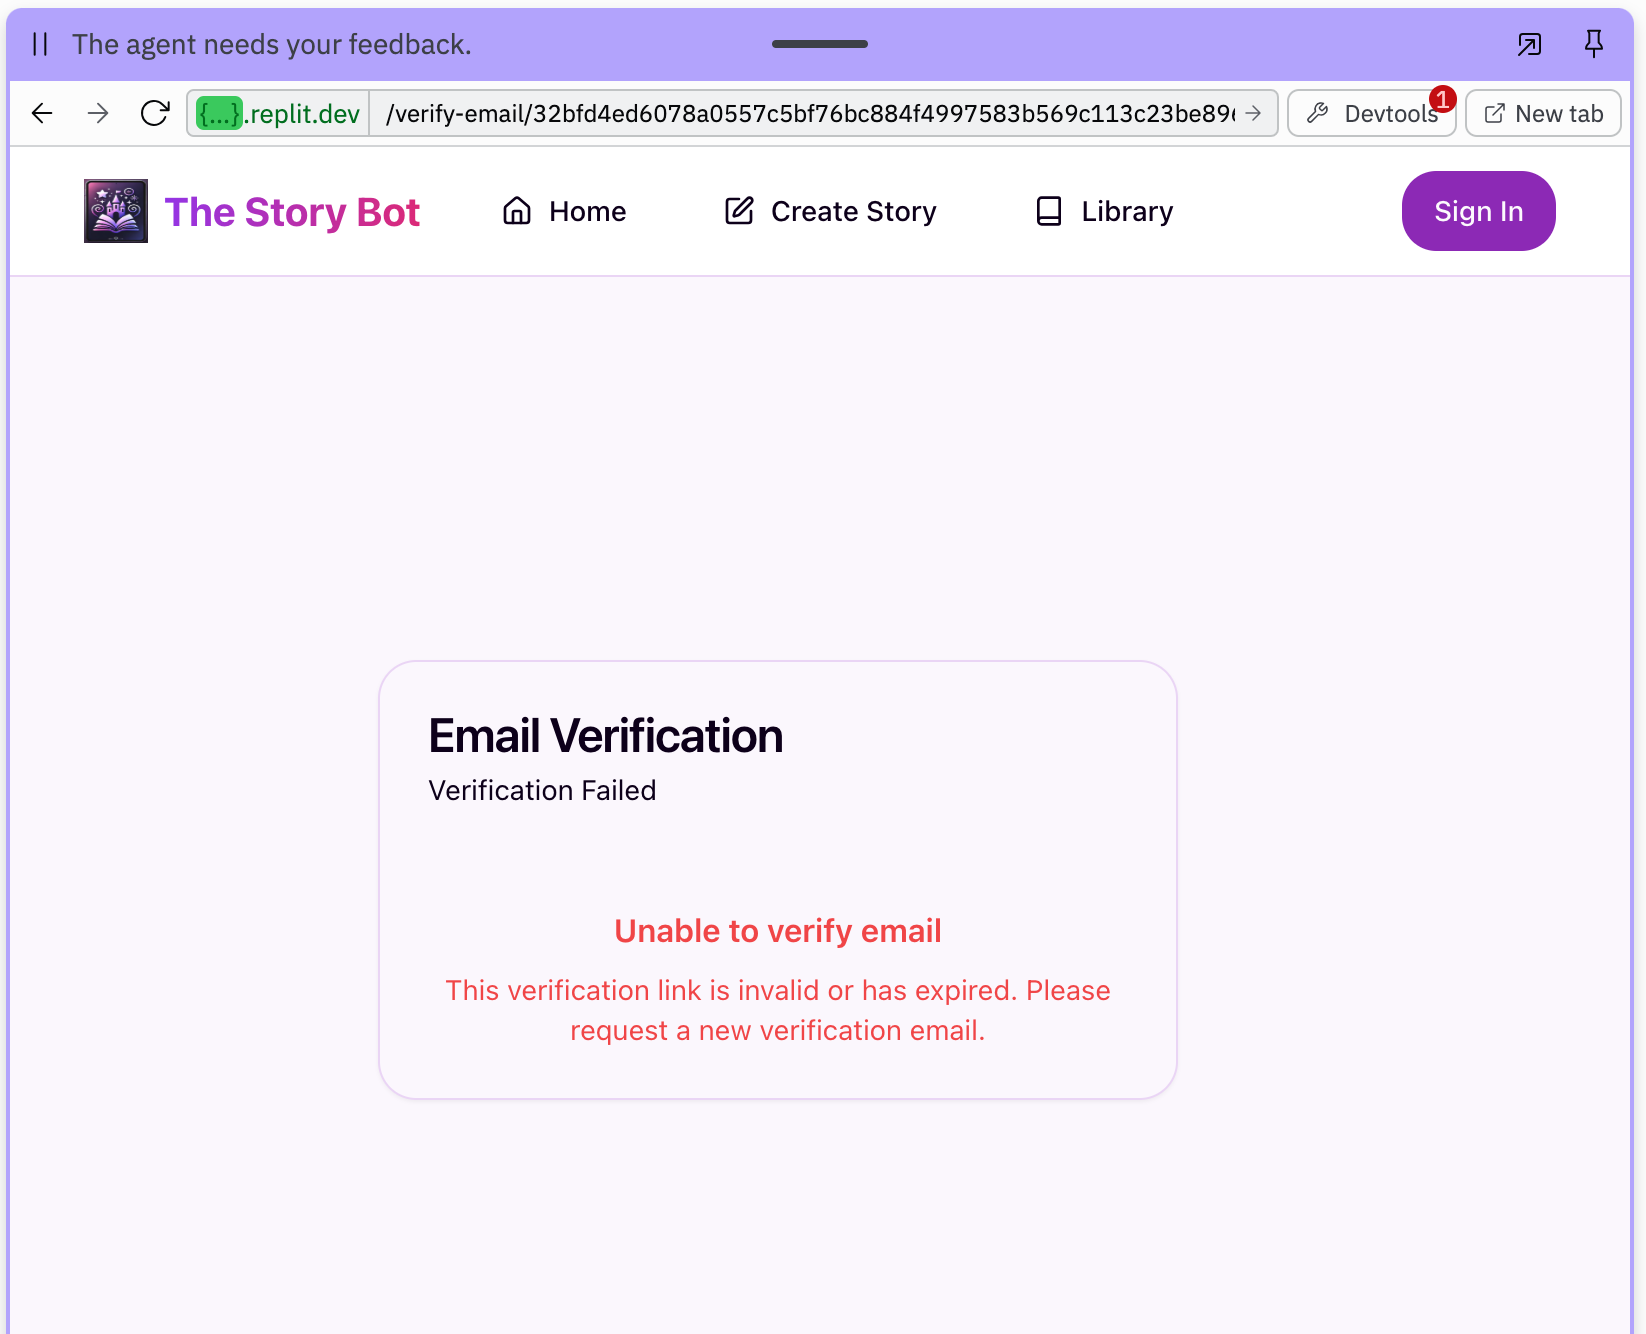 The agent needs your feedback.
{...}.replit.dev
/verify-email/32bfd4ed6078a0557c5bf76bc884f4997583b569c113c23be89
Devtools
1
New tab
The Story Bot
Home
Create Story
Library
Sign In
Email Verification
Verification Failed
Unable to verify email
This verification link is invalid or has expired. Please
request a new verification email.